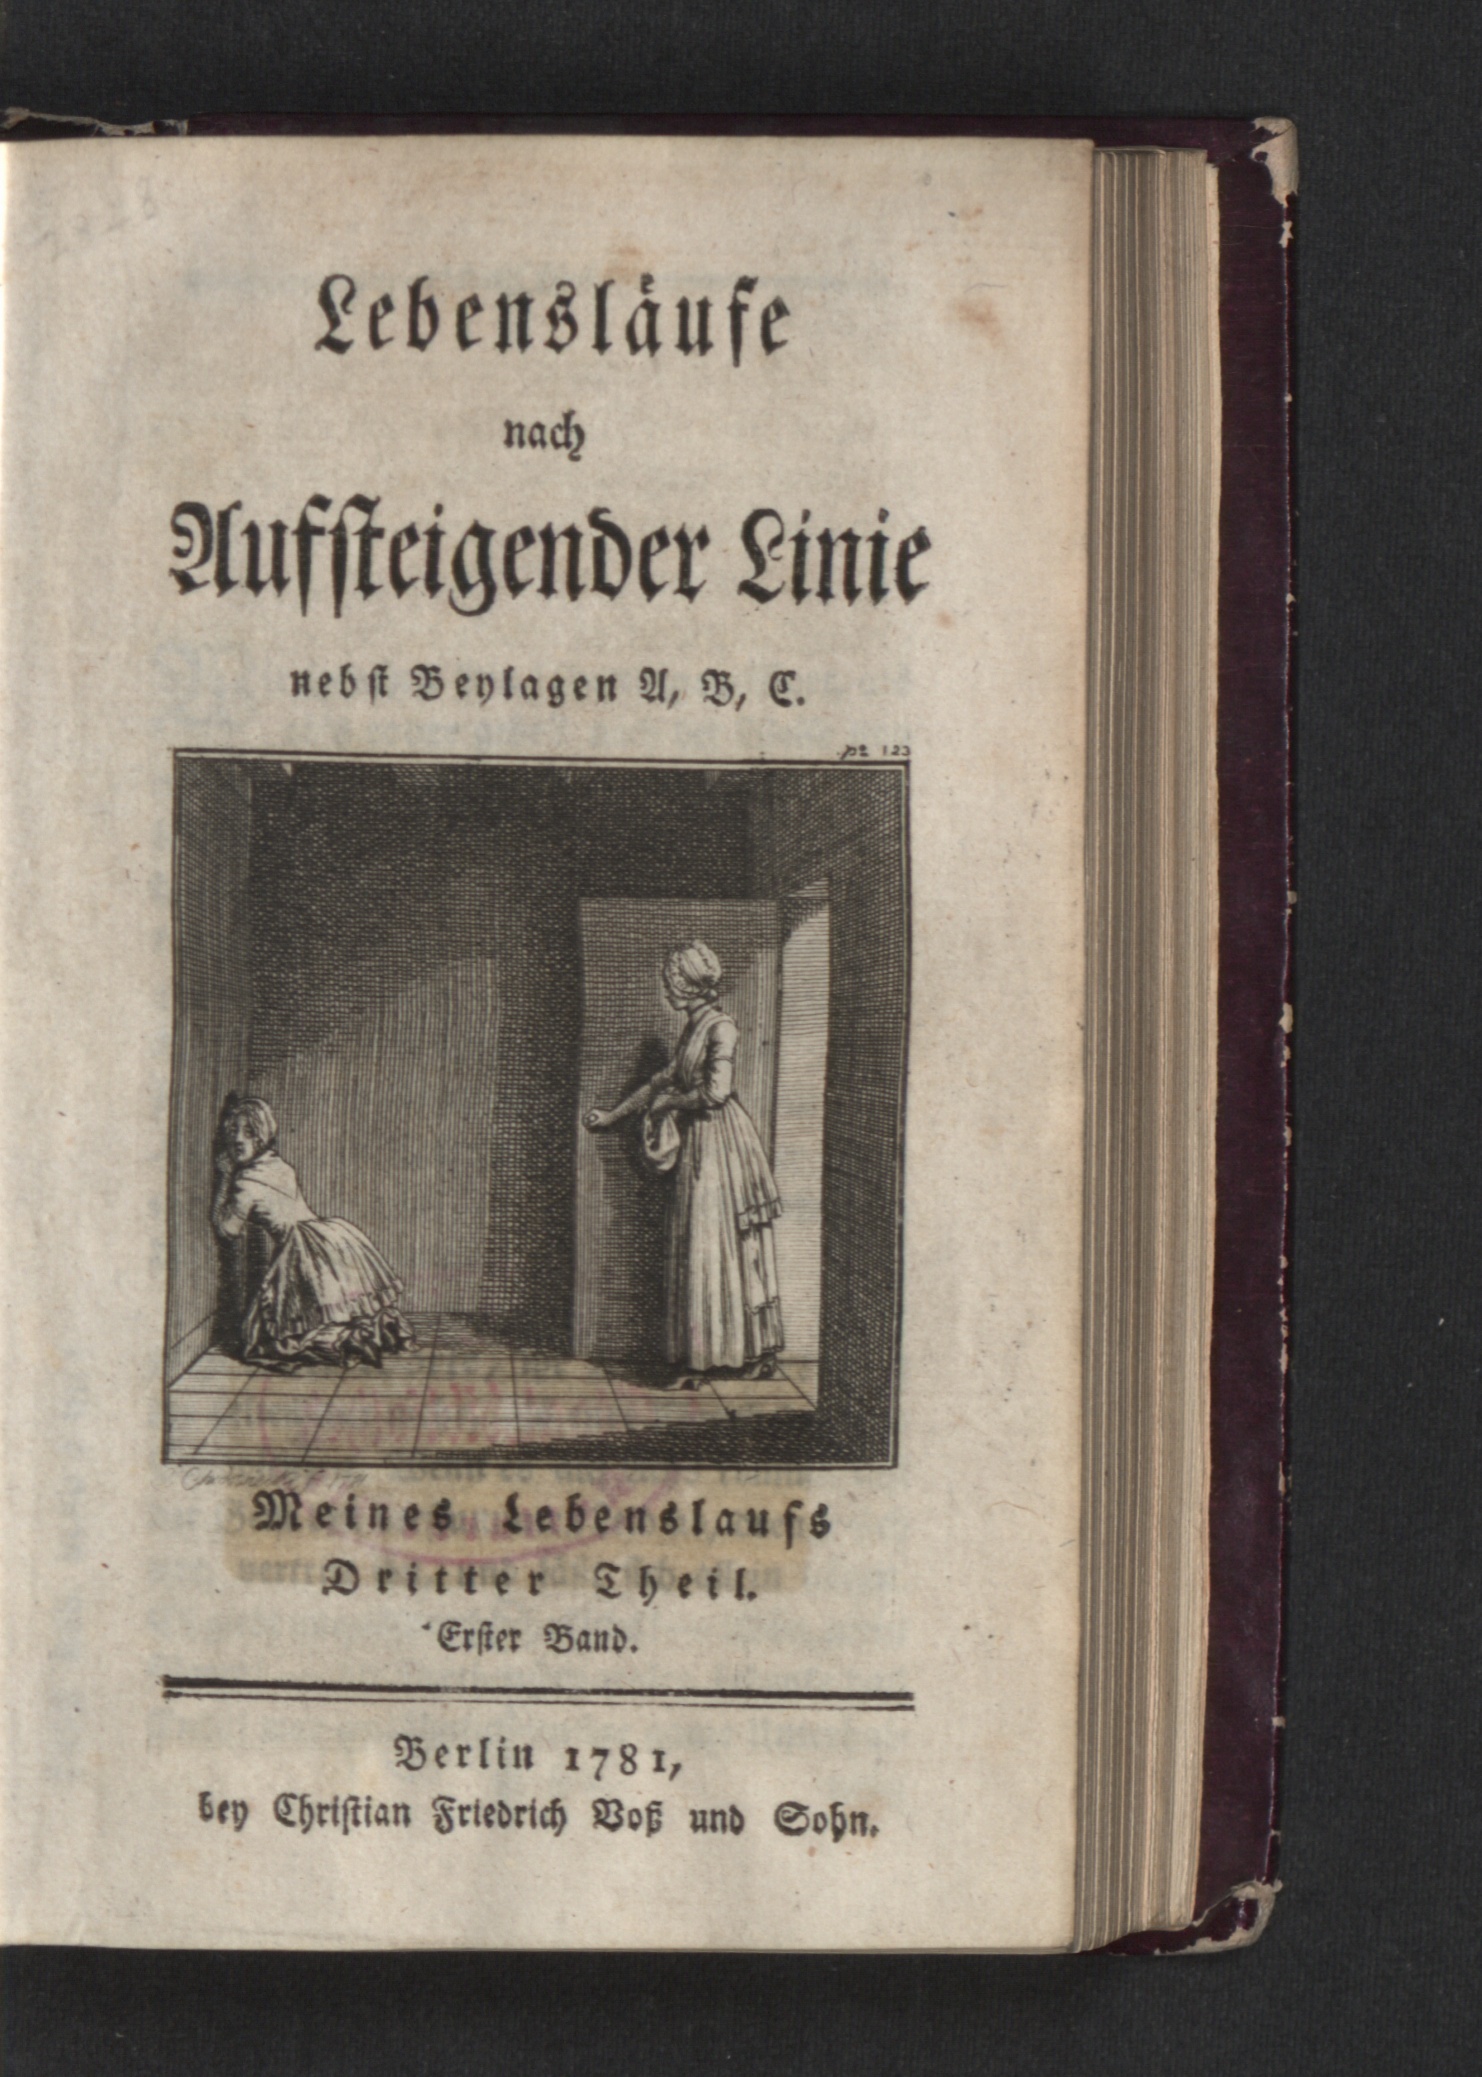 Lebensläufe
nach
Aufsteigender Linie
nebst Beylagen A, B, C.
123
Meines Lebenslaufs
Dritter Theil.
Erster Band.
Berlin 1781,
bey Christian Friedrich Voß und Sohn.